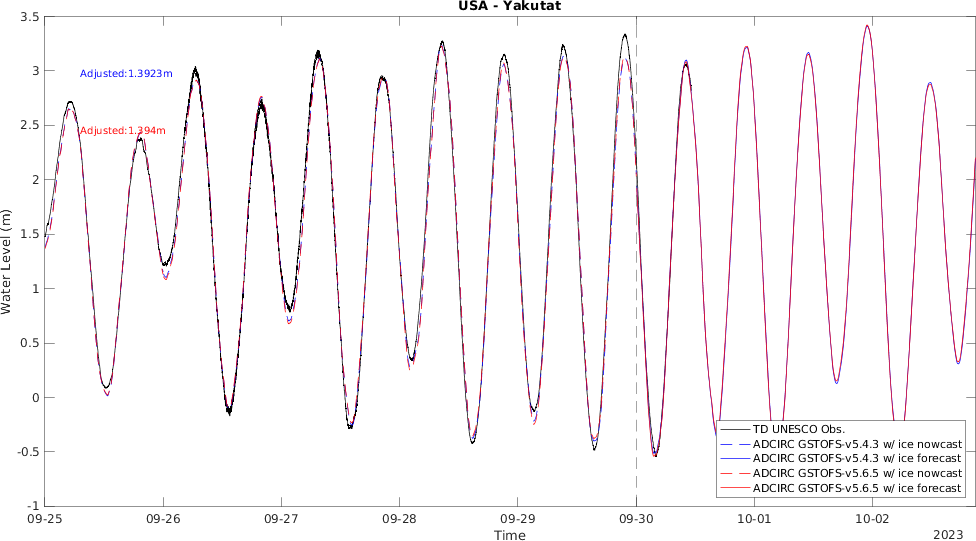 USA - Yakutat
3.5
3
2.5
2
1.5
1
0.5
0
-0.5
-1
Water Level (m)
Adjusted:1.3923m
Adjusted:1.394m
TD UNESCO Obs.
ADCIRC GSTOFS-v5.4.3 w/ ice nowcast
ADCIRC GSTOFS-v5.4.3 w/ ice forecast
ADCIRC GSTOFS-v5.6.5 w/ ice nowcast
ADCIRC GSTOFS-v5.6.5 w/ ice forecast
09-25 09-26 09-27 09-28 09-29 09-30 10-01 10-02
Time
2023